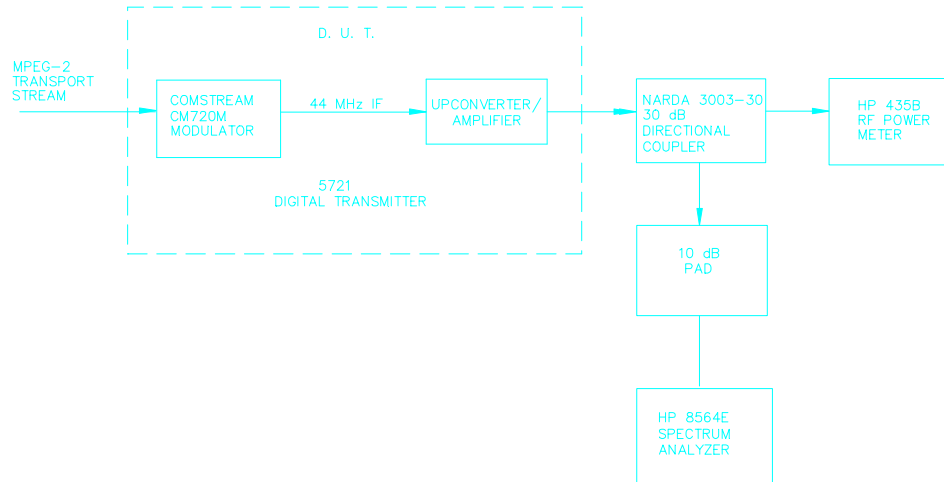 D. U. T.
MPEG-2
TRANSPORT
STREAM
COMSTREAM
CM720M
MODULATOR
44 MHz IF
UPCONVERTER/
AMPLIFIER
NARDA 3003-30
30 dB
DIRECTIONAL
COUPLER
HP 435B
RF POWER
METER
5721
DIGITAL TRANSMITTER
10 dB
PAD
HP 8564E
SPECTRUM
ANALYZER